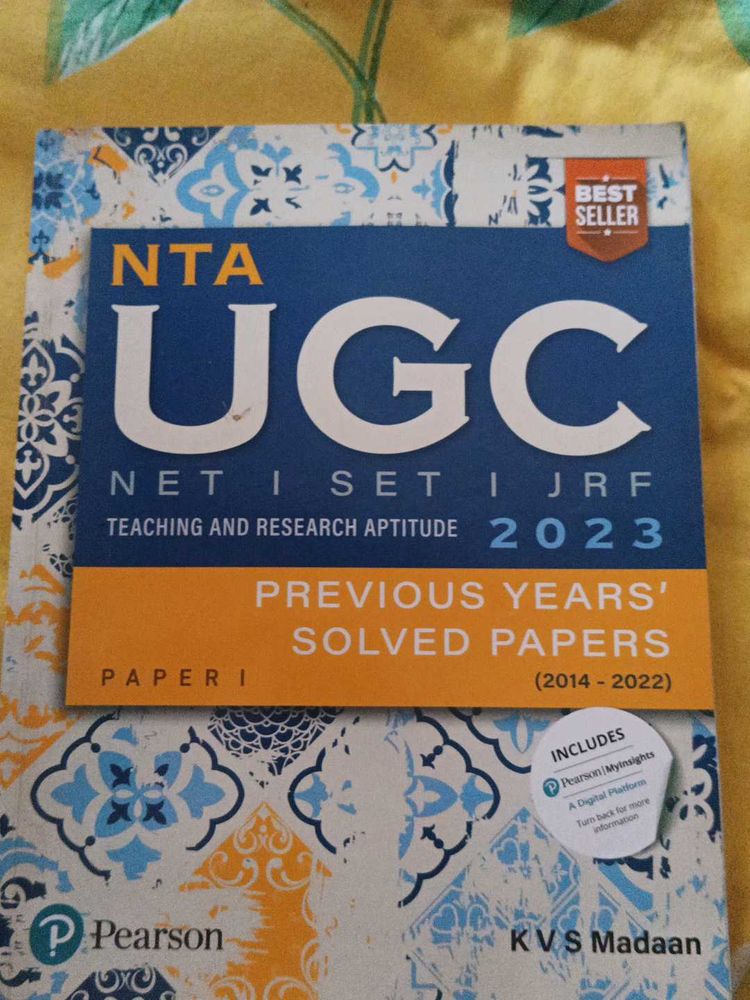 BEST
SELLER
NTA
UGC
NET | SET | JRF
TEACHING AND RESEARCH APTITUDE 2023
PREVIOUS YEARS'
SOLVED PAPERS
PAPER I (2014 - 2022)
INCLUDES
Pearson | MyInsights
A Digital Platform
Turn back for more
information
Pearson
K V S Madaan